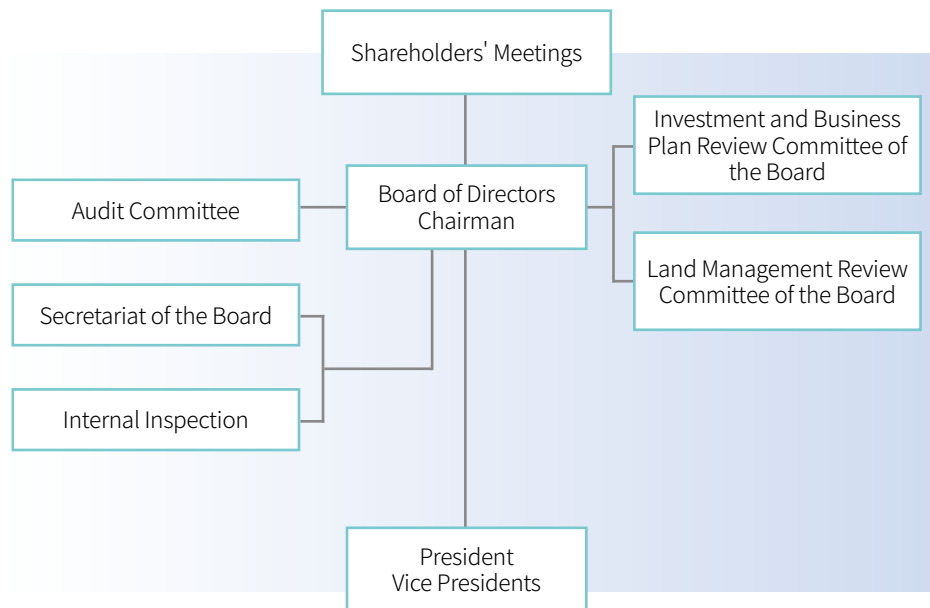 Shareholders' Meetings
Investment and Business
Plan Review Committee of
the Board
Board of Directors
Chairman
Audit Committee
Land Management Review
Committee of the Board
Secretariat of the Board
Internal Inspection
President
Vice Presidents